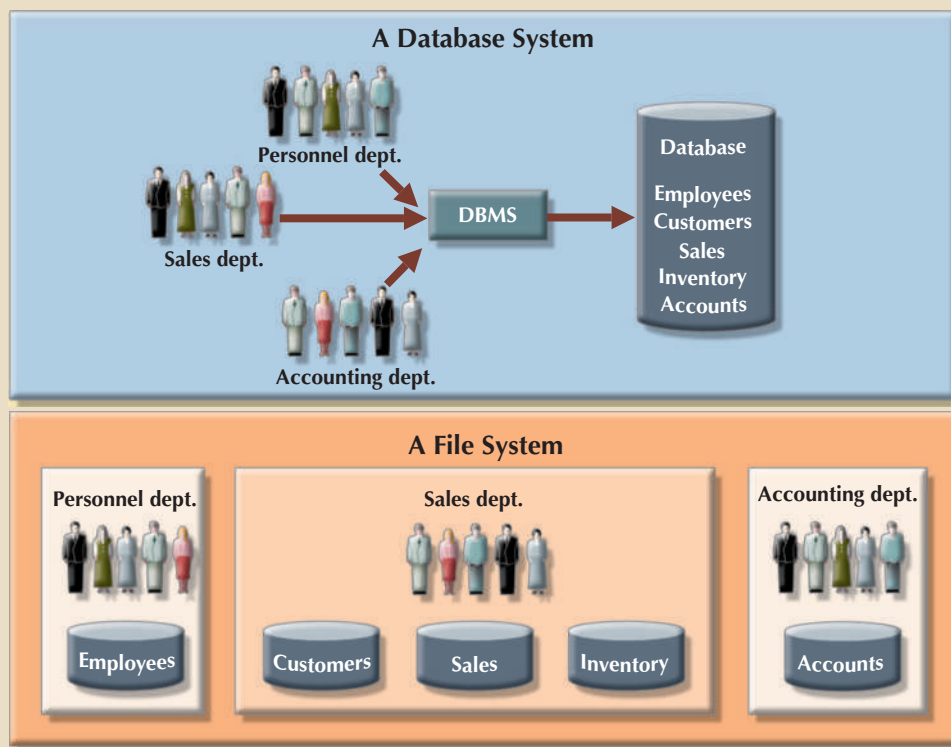 A Database System
Personnel dept.
Sales dept.
Accounting dept.
DBMS
Database
Employees
Customers
Sales
Inventory
Accounts
A File System
Personnel dept.
Employees
Sales dept.
Customers
Sales
Inventory
Accounting dept.
Accounts